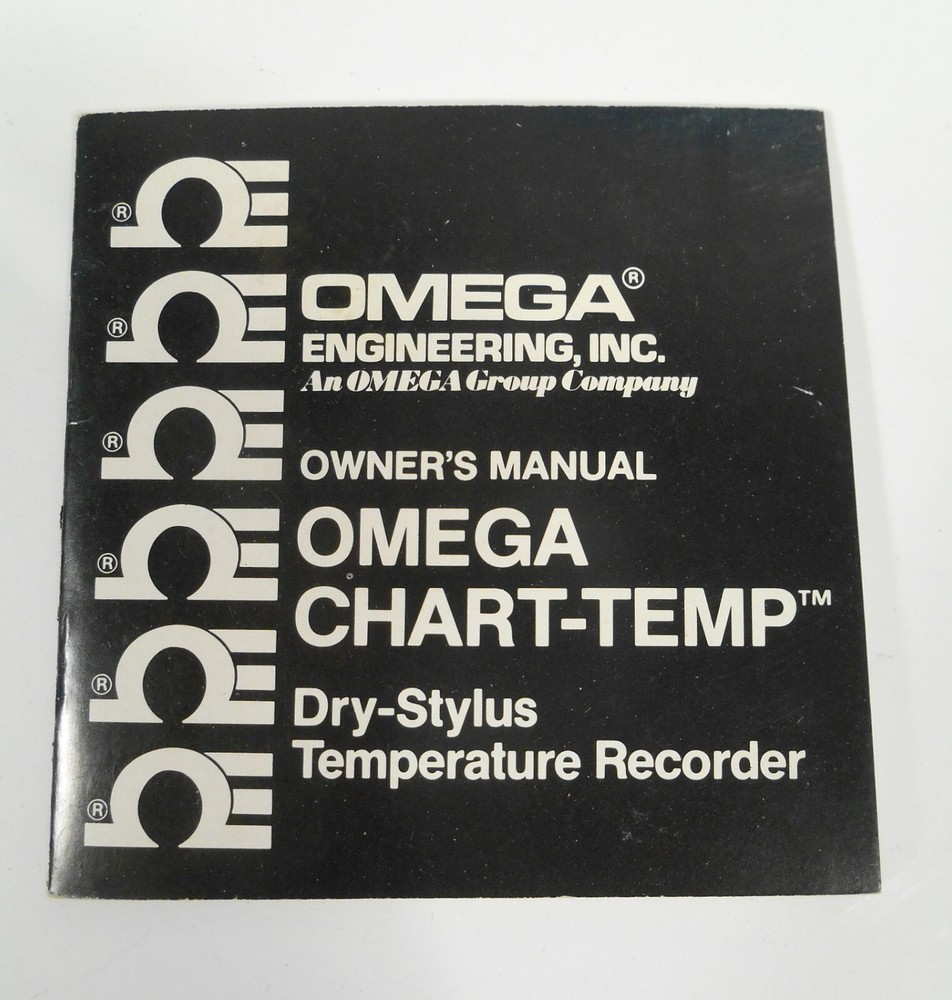 OMEGA®
ENGINEERING, INC.
An OMEGA Group Company
OWNER'S MANUAL
OMEGA
CHART-TEMP™
Dry-Stylus
Temperature Recorder
®
®
®
®
®
®